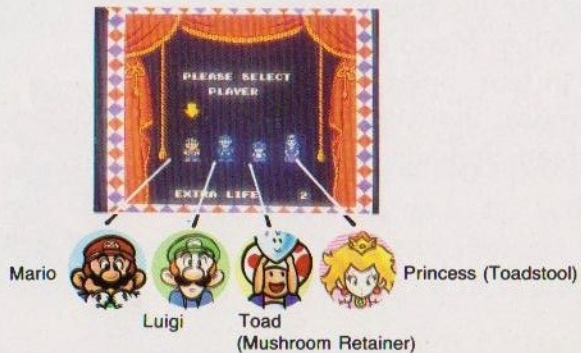 PLEASE SELECT
PLAYER
EXTRA LIFE 2
Mario
Princess (Toadstool)
Luigi
Toad
(Mushroom Retainer)